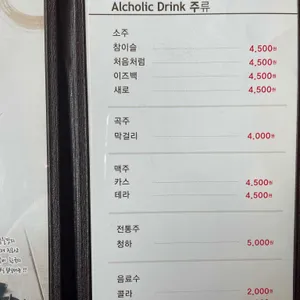 Alcholic Drink 주류
소주
참이슬 4,500원
처음처럼 4,500원
이즈백 4,500원
새로 4,500원
곡주
막걸리 4,000원
맥주
카스 4,500원
테라 4,500원
전통주
청하 5,000원
음료수
콜라 2,000원